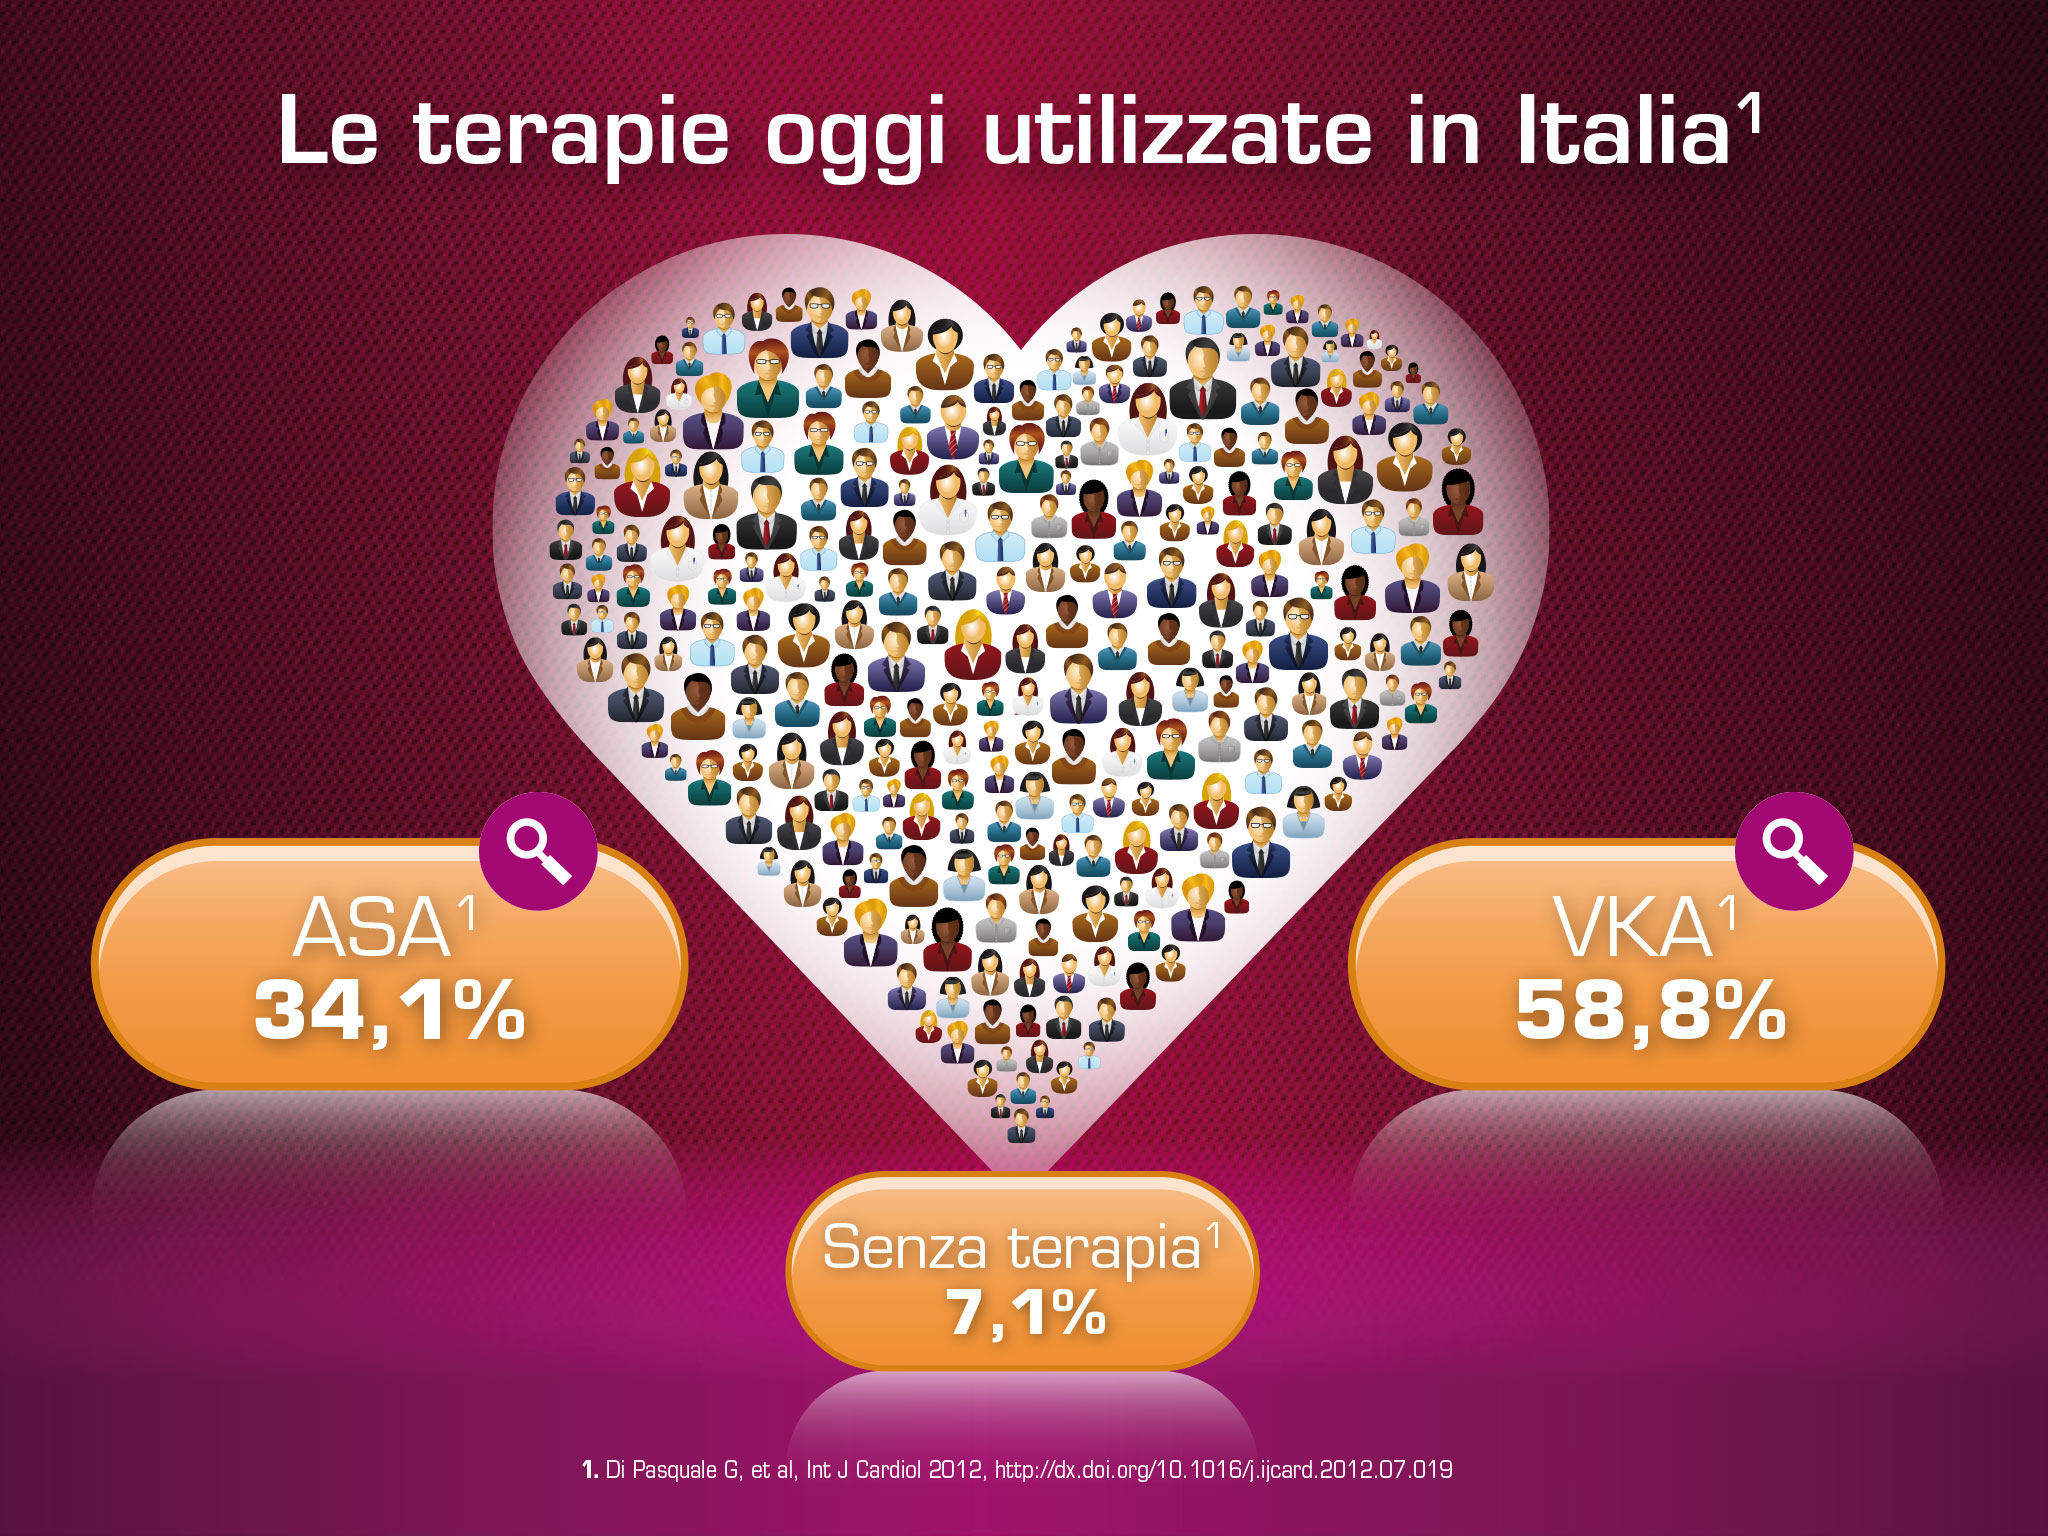 Le terapie oggi utilizzate in Italia¹
ASA¹
34,1%
VKA¹
58,8%
Senza terapia¹
7,1%
1. Di Pasquale G, et al, Int J Cardiol 2012, http://dx.doi.org/10.1016/j.ijcard.2012.07.019